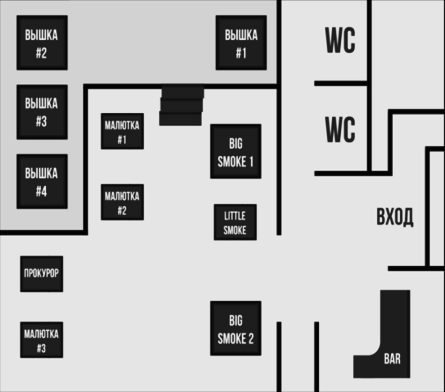 ВЫШКА
#2
ВЫШКА
#1
WC
ВЫШКА
#3
МАЛЮТКА
#1
BIG
SMOKE 1
WC
ВЫШКА
#4
МАЛЮТКА
#2
LITTLE
SMOKE
ВХОД
ПРОКУРОР
МАЛЮТКА
#3
BIG
SMOKE 2
BAR